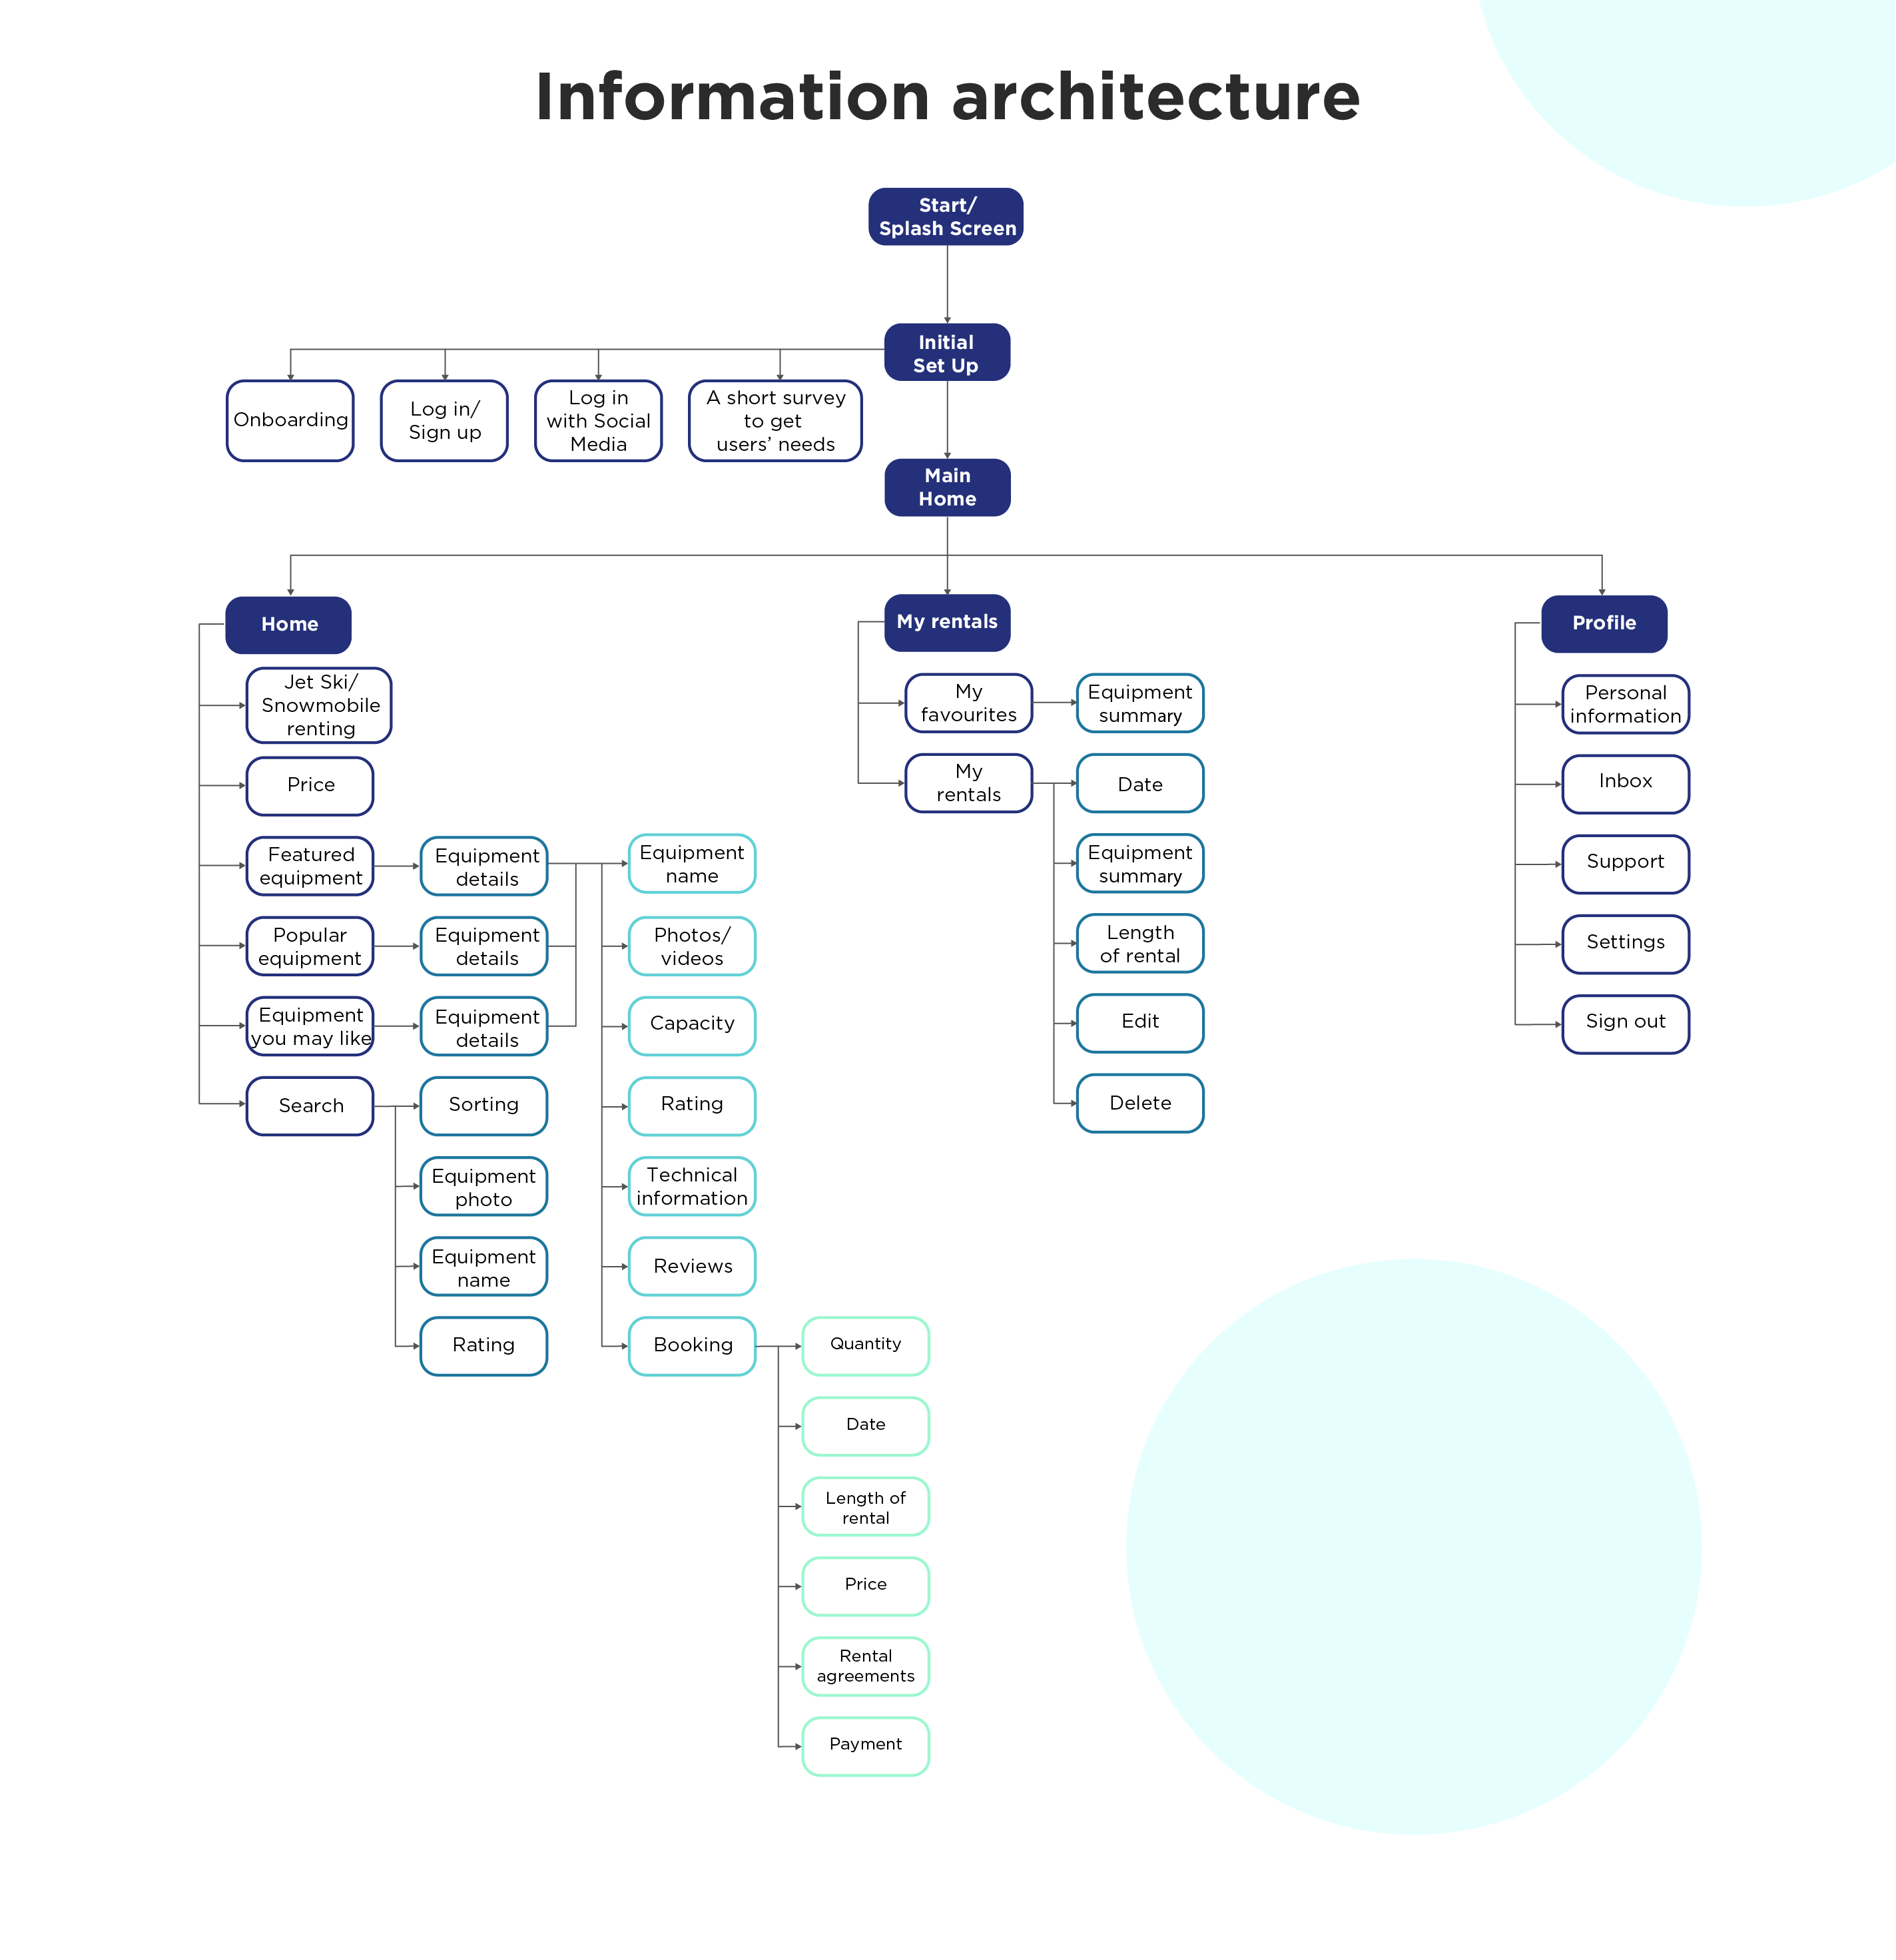 Information architecture
Start/
Splash Screen
Initial
Set Up
Onboarding
Log in/
Sign up
Log in
with Social
Media
A short survey
to get
users’ needs
Main
Home
Home
Jet Ski/
Snowmobile
renting
Price
Featured
equipment
Popular
equipment
Equipment
you may like
Search
Equipment
details
Equipment
details
Equipment
details
Sorting
Equipment
photo
Equipment
name
Rating
Equipment
name
Photos/
videos
Capacity
Rating
Technical
information
Reviews
Booking
Quantity
Date
Length of
rental
Price
Rental
agreements
Payment
My rentals
My
favourites
My
rentals
Equipment
summary
Date
Equipment
summary
Length
of rental
Edit
Delete
Profile
Personal
information
Inbox
Support
Settings
Sign out